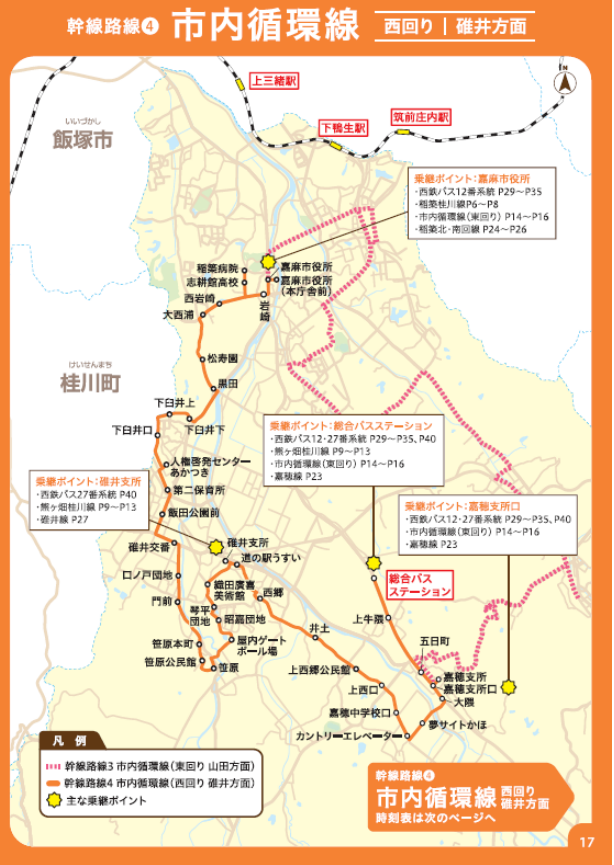 幹線路線❹ 市内循環線 西回り | 碓井方面
N
上三緒駅
下鴨生駅
筑前庄内駅
いいづかし
飯塚市
乗継ポイント：嘉麻市役所
・西鉄バス12番系統 P29～P35
・稲築桂川線P6～P8
・市内循環線（東回り） P14～P16
・稲築北・南回線 P24～P26
稲築病院
志耕館高校
嘉麻市役所
嘉麻市役所
（本庁舎前）
西岩崎
岩崎
大西浦
けいせんまち
桂川町
松寿園
黒田
下臼井上
下臼井口
下臼井下
乗継ポイント：総合バスステーション
・西鉄バス12・27番系統 P29～P35、P40
・熊ヶ畑桂川線 P9～P13
・市内循環線（東回り） P14～P16
・嘉穂線 P23
人権啓発センター
あかつき
第二保育所
飯田公園前
乗継ポイント：碓井支所
・西鉄バス27番系統 P40
・熊ヶ畑桂川線 P9～P13
・碓井線 P27
乗継ポイント：嘉穂支所口
・西鉄バス12・27番系統 P29～P35、P40
・市内循環線（東回り） P14～P16
・嘉穂線 P23
碓井交番
碓井支所
道の駅うすい
口ノ戸団地
織田廣喜
美術館
西郷
総合バス
ステーション
門前
琴平
団地
昭嘉団地
上牛隈
井土
屋内ゲート
ボール場
五日町
笹原本町
笹原公民館
笹原
上西郷公民館
嘉穂支所
嘉穂支所口
上西口
大隈
嘉穂中学校口
夢サイトかほ
カントリーエレベーター
凡 例
幹線路線3 市内循環線（東回り 山田方面）
幹線路線4 市内循環線（西回り 碓井方面）
主な乗継ポイント
幹線路線❹
市内循環線 西回り 碓井方面
時刻表は次のページへ
17